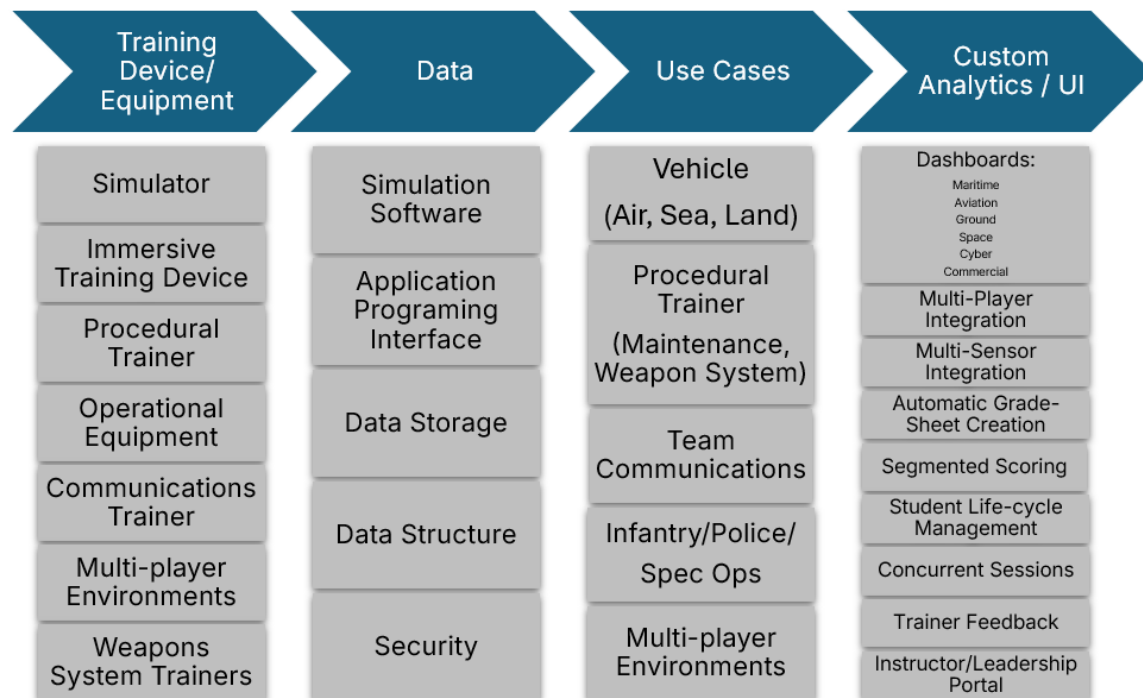 Training
Device/
Equipment
Data
Use Cases
Custom
Analytics / UI
Simulator
Immersive
Training Device
Procedural
Trainer
Operational
Equipment
Communications
Trainer
Multi-player
Environments
Weapons
System Trainers
Simulation
Software
Application
Programing
Interface
Data Storage
Data Structure
Security
Vehicle
(Air, Sea, Land)
Procedural
Trainer
(Maintenance,
Weapon System)
Team
Communications
Infantry/Police/
Spec Ops
Multi-player
Environments
Dashboards:
Maritime
Aviation
Ground
Space
Cyber
Commercial
Multi-Player
Integration
Multi-Sensor
Integration
Automatic Grade-
Sheet Creation
Segmented Scoring
Student Life-cycle
Management
Concurrent Sessions
Trainer Feedback
Instructor/Leadership
Portal